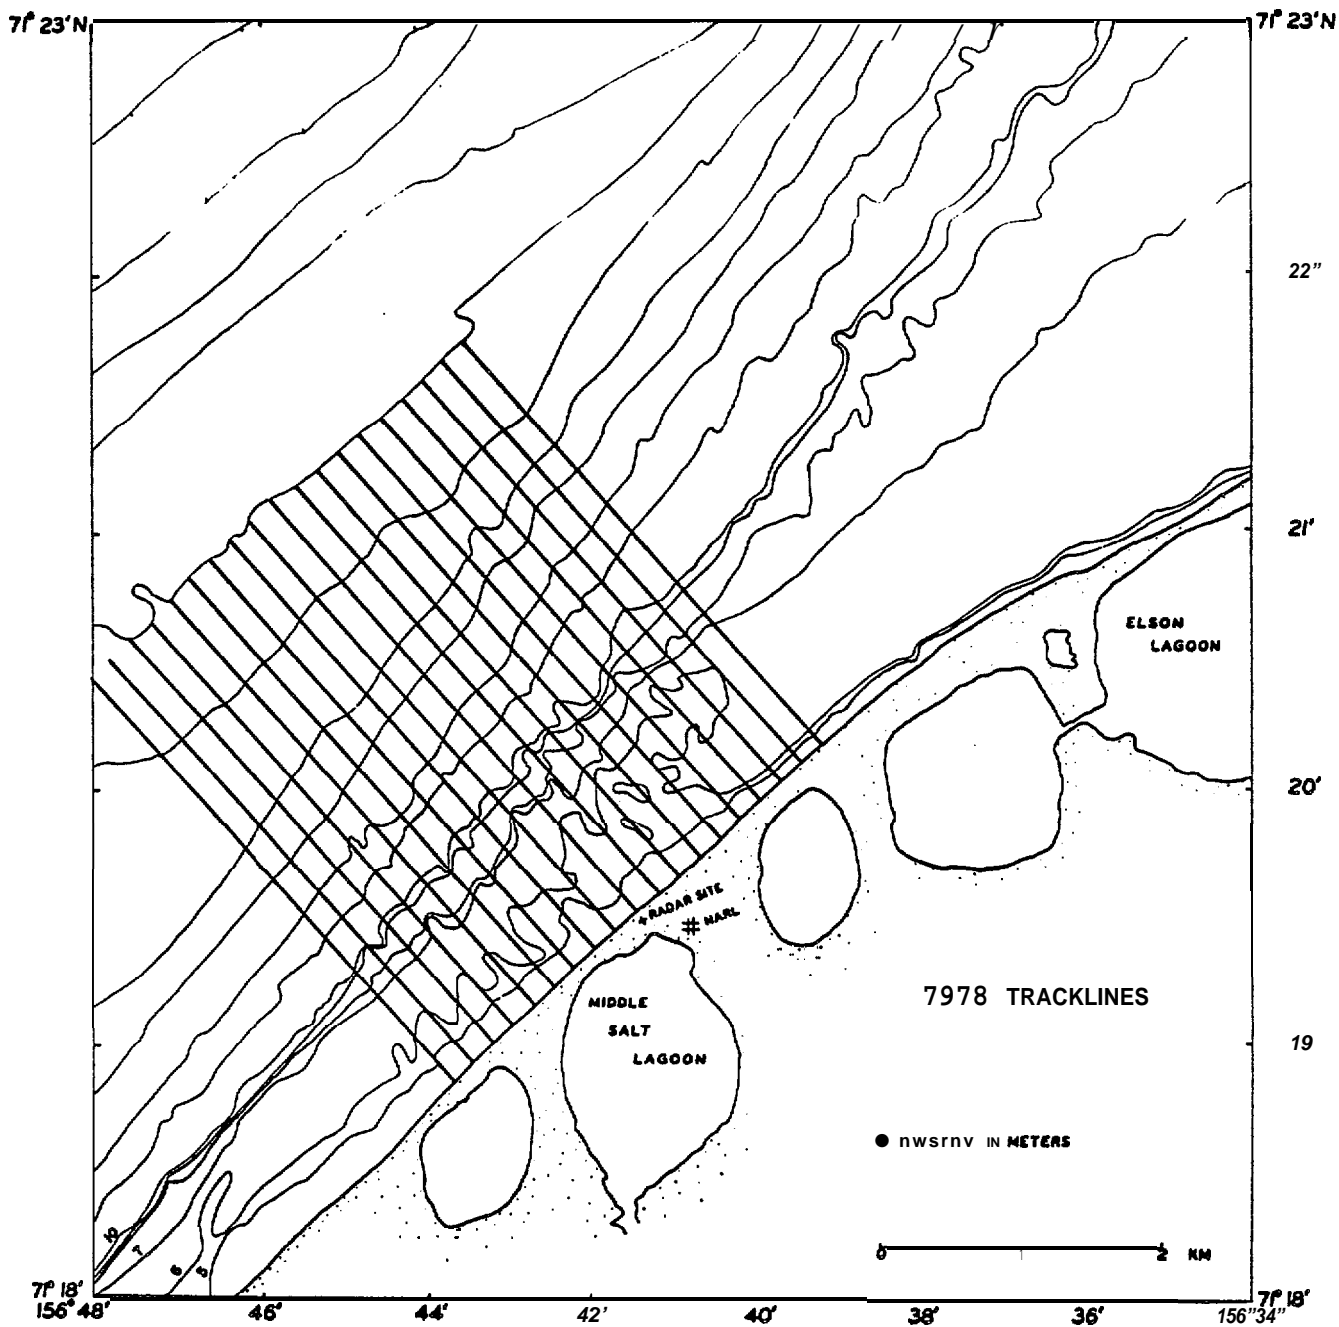 71° 23' N
71° 23' N
22"
21'
ELSON
LAGOON
20'
+ RADAR SITE
# NARL
7978 TRACKLINES
MIDDLE
SALT
LAGOON
19
● nwsrnv IN METERS
10
7
6
5
0 2 KM
71° 18'
71° 18'
156° 48' 46' 44' 42' 40' 38' 36' 156"34"